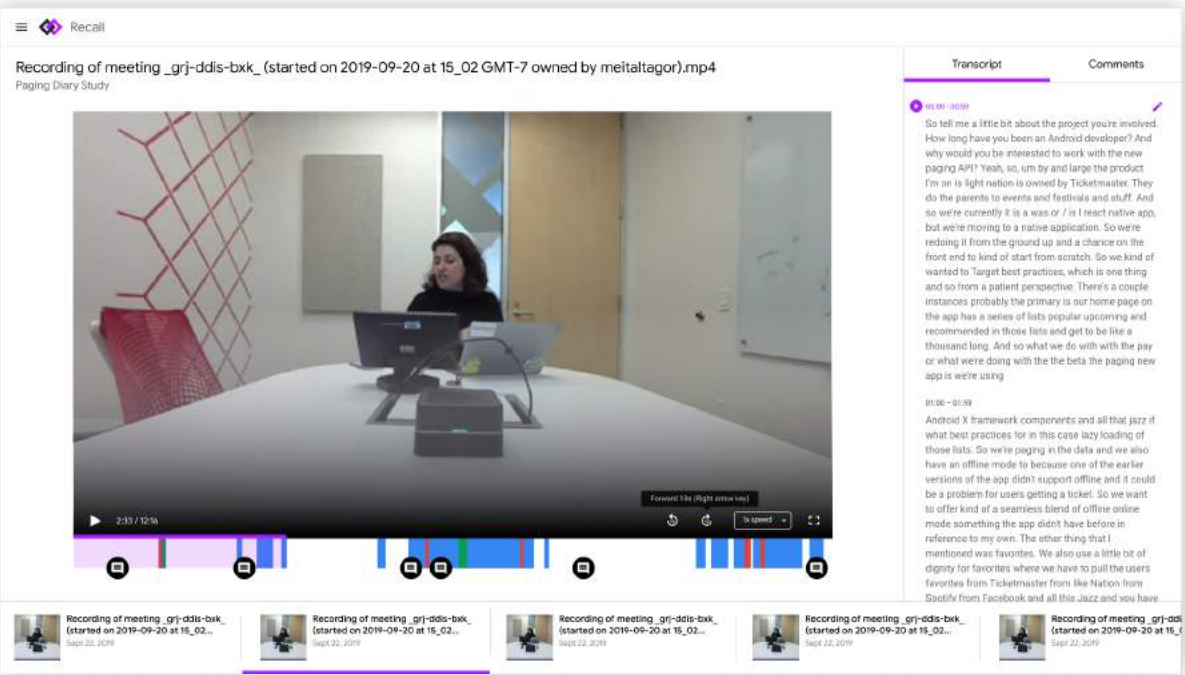 Recall
Recording of meeting _grj-ddis-bxk_ (started on 2019-09-20 at 15_02 GMT-7 owned by meitaltagor).mp4
Paging Diary Study
Forward 10s (Right arrow key)
2:33 / 12:16
1x speed
Transcript
Comments
00:00 - 00:59
So tell me a little bit about the project you're involved.
How long have you been an Android developer? And
why would you be interested to work with the new
paging API? Yeah, so, um by and large the product
I'm on is light nation is owned by Ticketmaster. They
do the parents to events and festivals and stuff. And
so we're currently it is a was or / is I react native app,
but we're moving to a native application. So we're
redoing it from the ground up and a chance on the
front end to kind of start from scratch. So we kind of
wanted to Target best practices, which is one thing
and so from a patient perspective. There's a couple
instances probably the primary is our home page on
the app has a series of lists popular upcoming and
recommended in those lists and get to be like a
thousand long. And so what we do with with the pay
or what we're doing with the the beta the paging new
app is we're using
01:00 - 01:59
Android X framework components and all that jazz if
what best practices for in this case lazy loading of
those lists. So we're paging in the data and we also
have an offline mode to because one of the earlier
versions of the app didn't support offline and it could
be a problem for users getting a ticket. So we want
to offer kind of a seamless blend of offline online
mode something the app didn't have before in
reference to my own. The other thing that I
mentioned was favorites. We also use a little bit of
dignity for favorites where we have to pull the users
favorites from Ticketmaster from like Nation from
Spotify from Facebook and all this Jazz and you have
Recording of meeting _grj-ddis-bxk_
(started on 2019-09-20 at 15_02...
Sept 22, 2019
Recording of meeting _grj-ddis-bxk_
(started on 2019-09-20 at 15_02...
Sept 22, 2019
Recording of meeting _grj-ddis-bxk_
(started on 2019-09-20 at 15_02...
Sept 22, 2019
Recording of meeting _grj-ddis-bxk_
(started on 2019-09-20 at 15_02...
Sept 22, 2019
Recording of meeting _grj-ddi
(started on 2019-09-20 at 15_
Sept 22, 2019